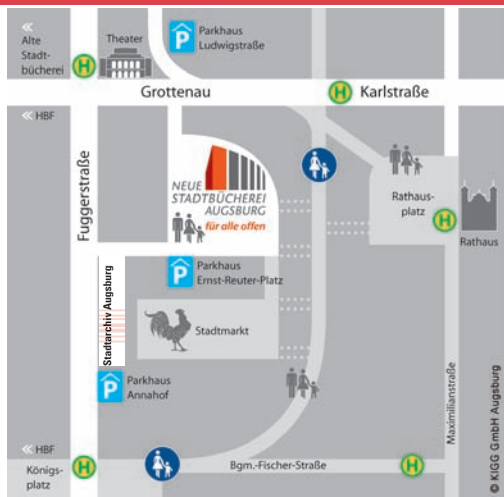 « 
Alte
Stadt-
bücherei
H
Theater
P
Parkhaus
Ludwigstraße
Grottenau
H
Karlstraße
« HBF
Fuggerstraße
NEUE
STADTBÜCHEREI
AUGSBURG
für alle offen
Rathaus-
platz
H
Rathaus
P
Parkhaus
Ernst-Reuter-Platz
Stadtarchiv Augsburg
Stadtmarkt
P
Parkhaus
Annahof
Maximilianstraße
« HBF
Königs-
platz
H
Bgm.-Fischer-Straße
H
© KIGG GmbH Augsburg